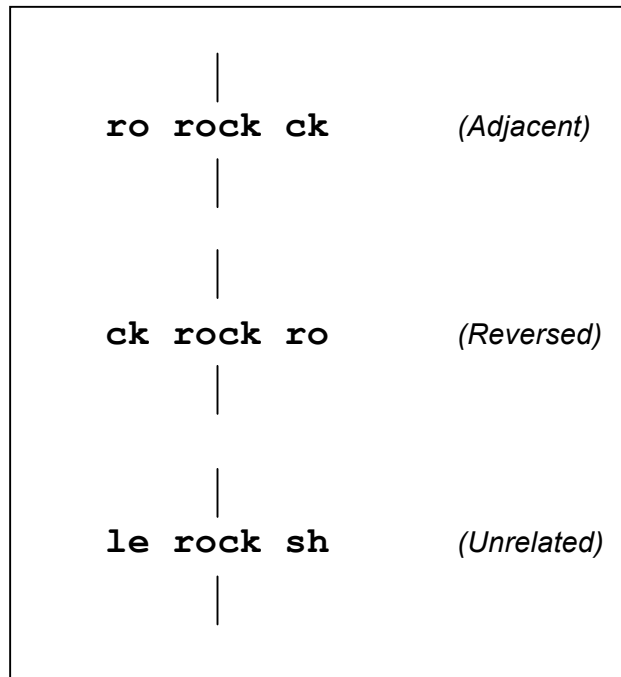 ro rock ck (Adjacent)
ck rock ro (Reversed)
le rock sh (Unrelated)